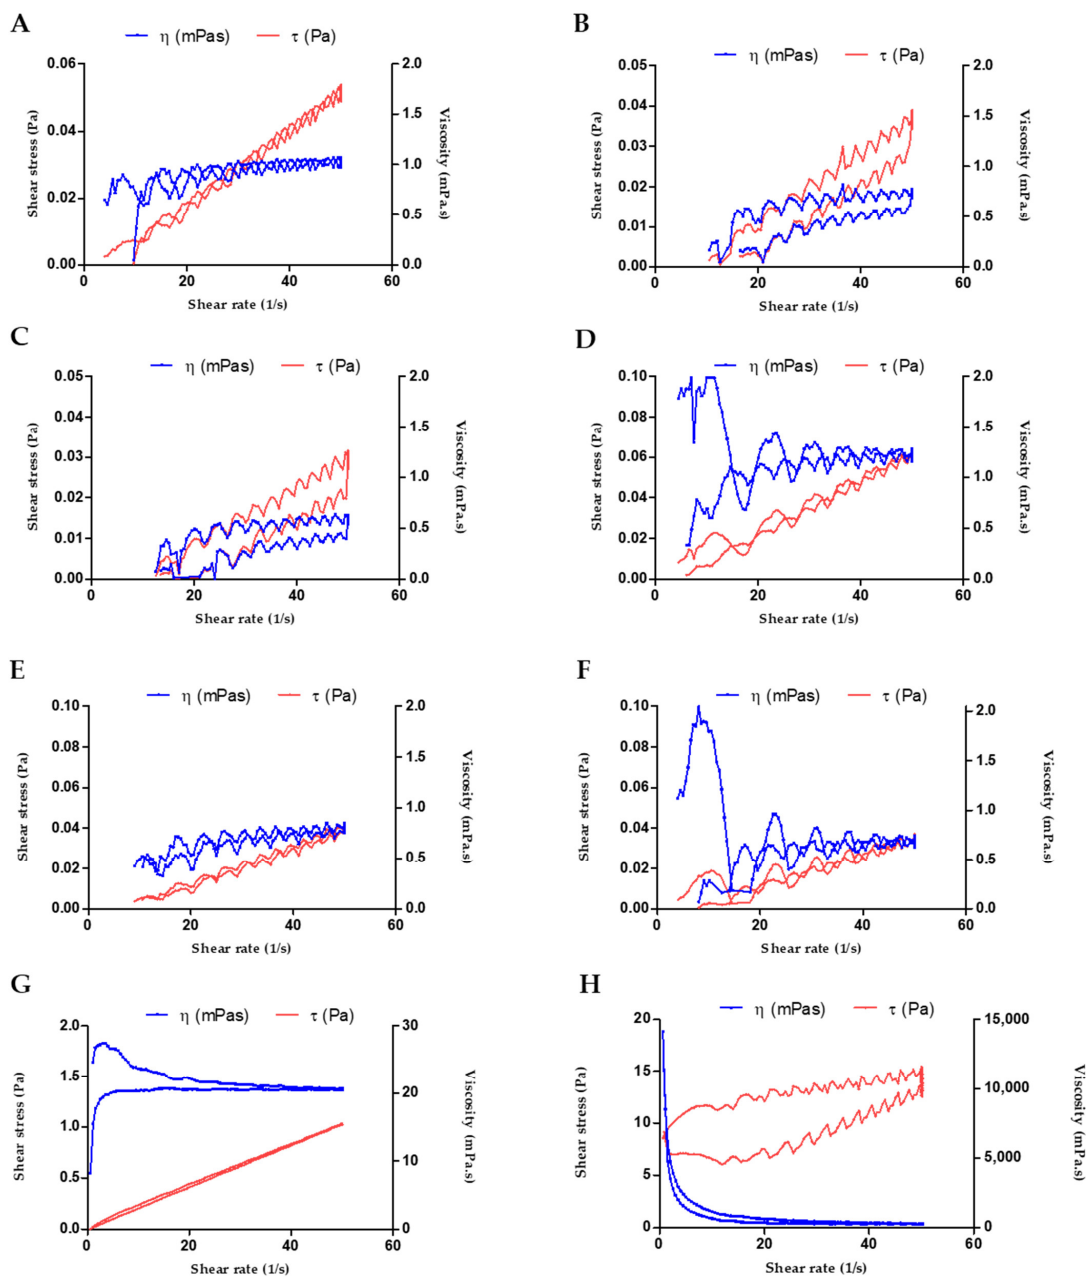 A
η (mPas) τ (Pa)
0.06 2.0
0.04 1.5
1.0
0.02 0.5
0.00 0.0
0 20 40 60
Shear stress (Pa)
Viscosity (mPa.s)
Shear rate (1/s)
B
η (mPas) τ (Pa)
0.05 2.0
0.04 1.5
0.03
1.0
0.02
0.01 0.5
0.00 0.0
0 20 40 60
Shear stress (Pa)
Viscosity (mPa.s)
Shear rate (1/s)
C
η (mPas) τ (Pa)
0.05 2.0
0.04 1.5
0.03
1.0
0.02
0.01 0.5
0.00 0.0
0 20 40 60
Shear stress (Pa)
Viscosity (mPa.s)
Shear rate (1/s)
D
η (mPas) τ (Pa)
0.10 2.0
0.08 1.5
0.06
1.0
0.04
0.02 0.5
0.00 0.0
0 20 40 60
Shear stress (Pa)
Viscosity (mPa.s)
Shear rate (1/s)
E
η (mPas) τ (Pa)
0.10 2.0
0.08 1.5
0.06
1.0
0.04
0.02 0.5
0.00 0.0
0 20 40 60
Shear stress (Pa)
Viscosity (mPa.s)
Shear rate (1/s)
F
η (mPas) τ (Pa)
0.10 2.0
0.08 1.5
0.06
1.0
0.04
0.02 0.5
0.00 0.0
0 20 40 60
Shear stress (Pa)
Viscosity (mPa.s)
Shear rate (1/s)
G
η (mPas) τ (Pa)
2.0 30
1.5 20
1.0
0.5 10
0.0 0
0 20 40 60
Shear stress (Pa)
Viscosity (mPa.s)
Shear rate (1/s)
H
η (mPas) τ (Pa)
20 15,000
15 10,000
10
5 5,000
0 0
0 20 40 60
Shear stress (Pa)
Viscosity (mPa.s)
Shear rate (1/s)